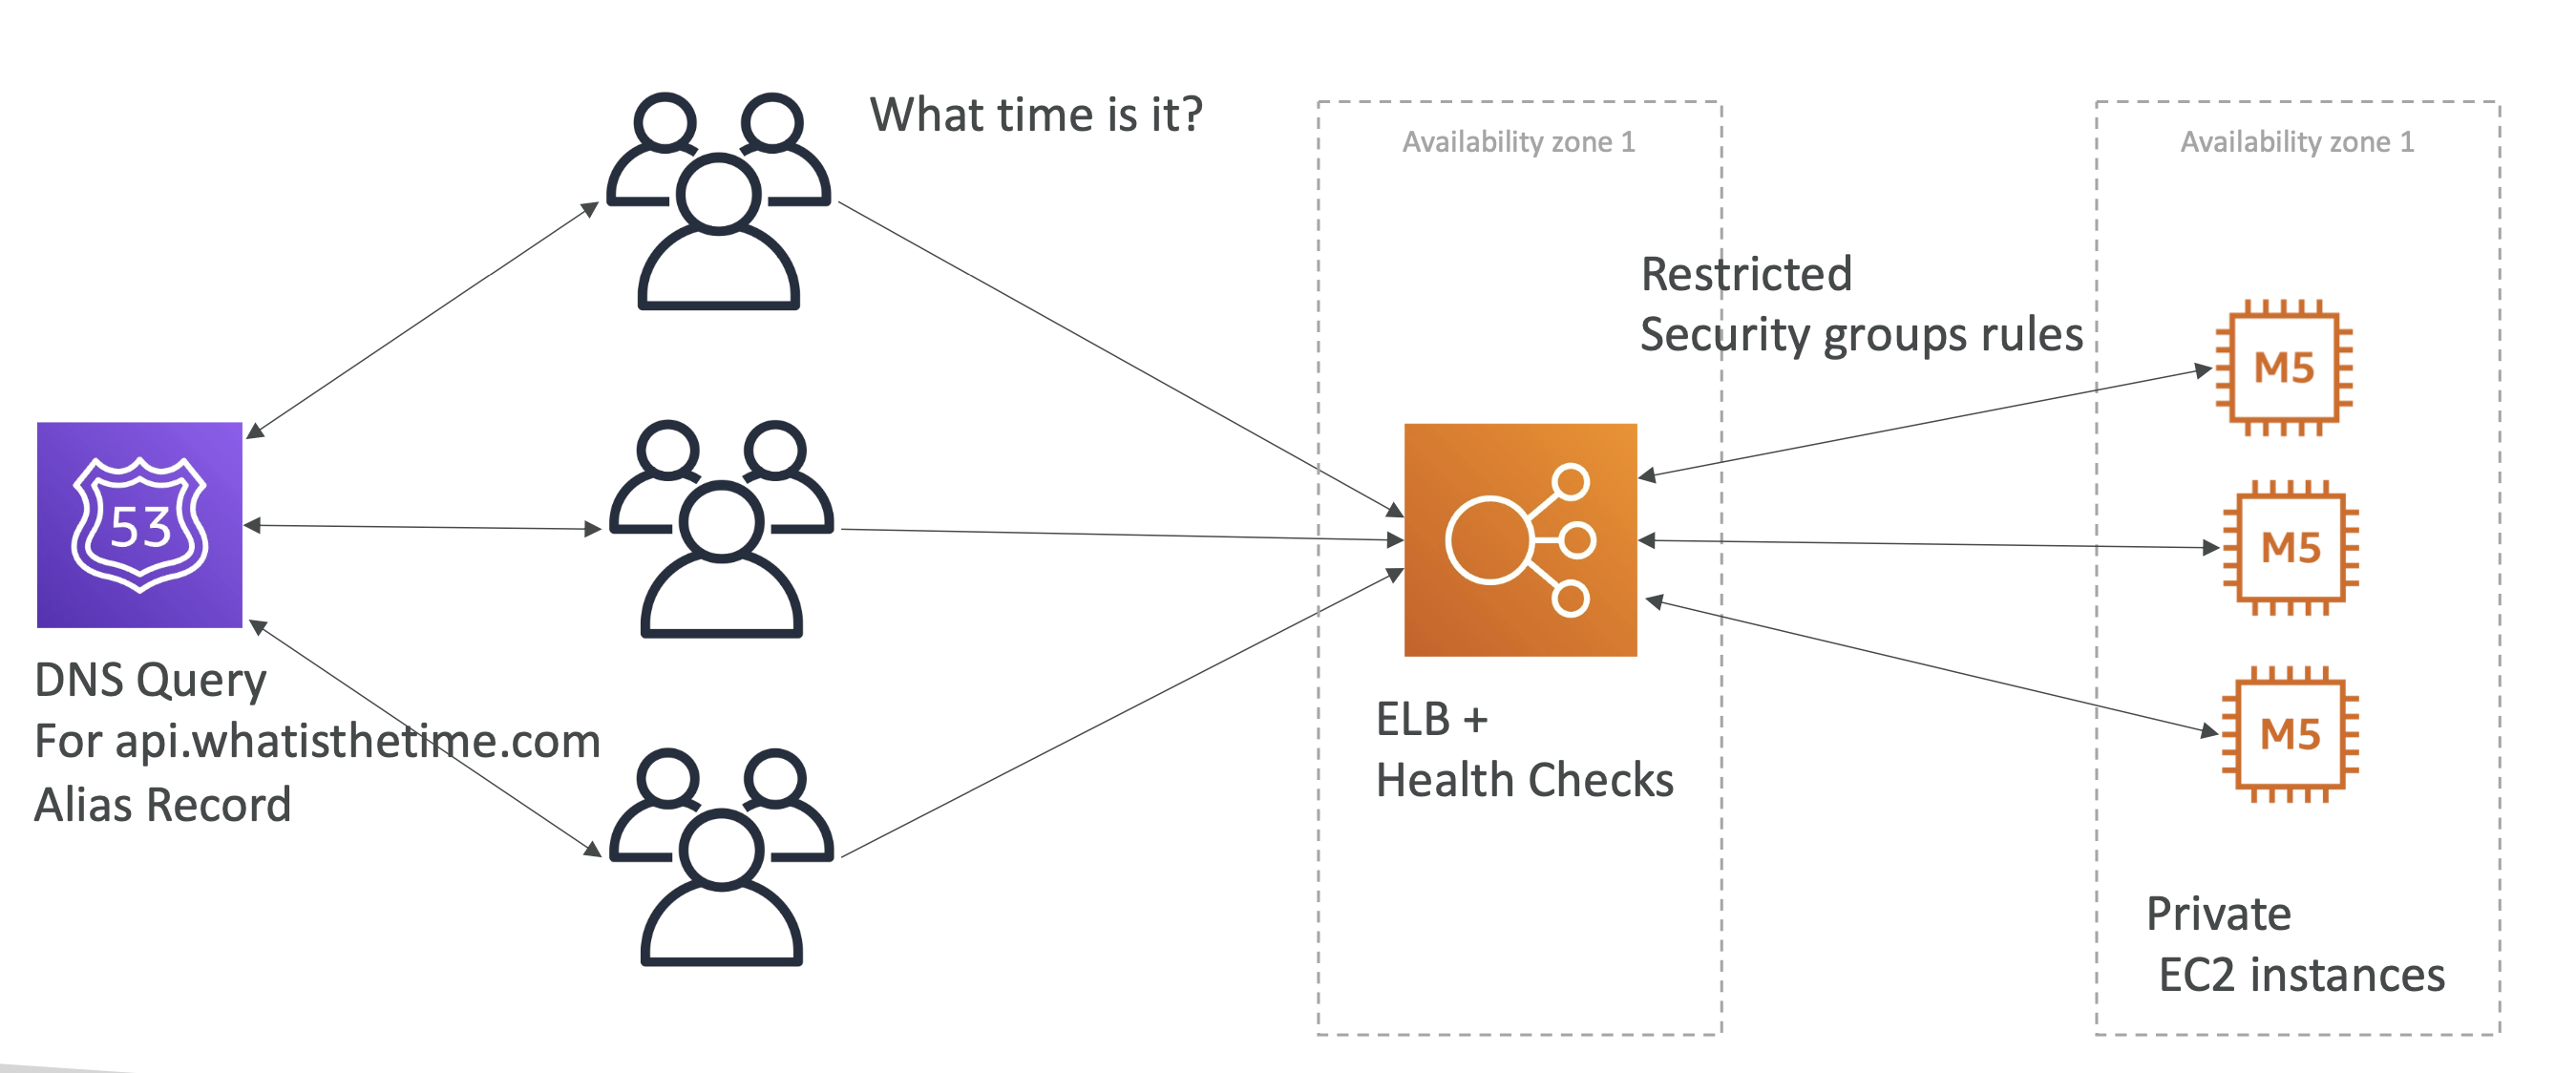 What time is it?
Availability zone 1
Availability zone 1
Restricted
Security groups rules
M5
M5
M5
53
DNS Query
For api.whatisthetime.com
Alias Record
ELB +
Health Checks
Private
EC2 instances